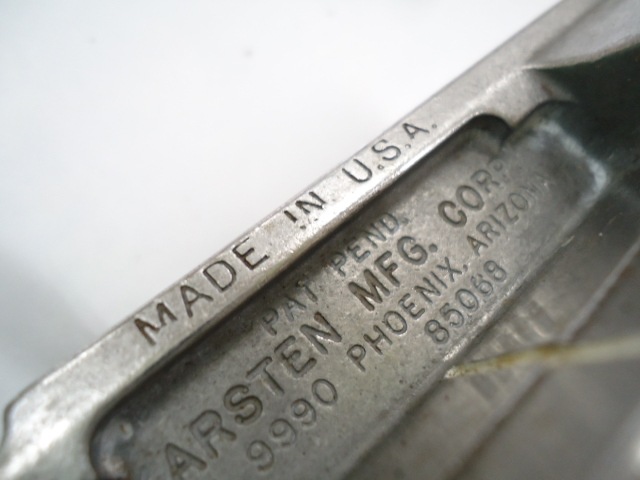 MADE IN U.S.A.
PAT. PEND.
ARSTEN MFG. CORP
9990 PHOENIX, ARIZONA
85068